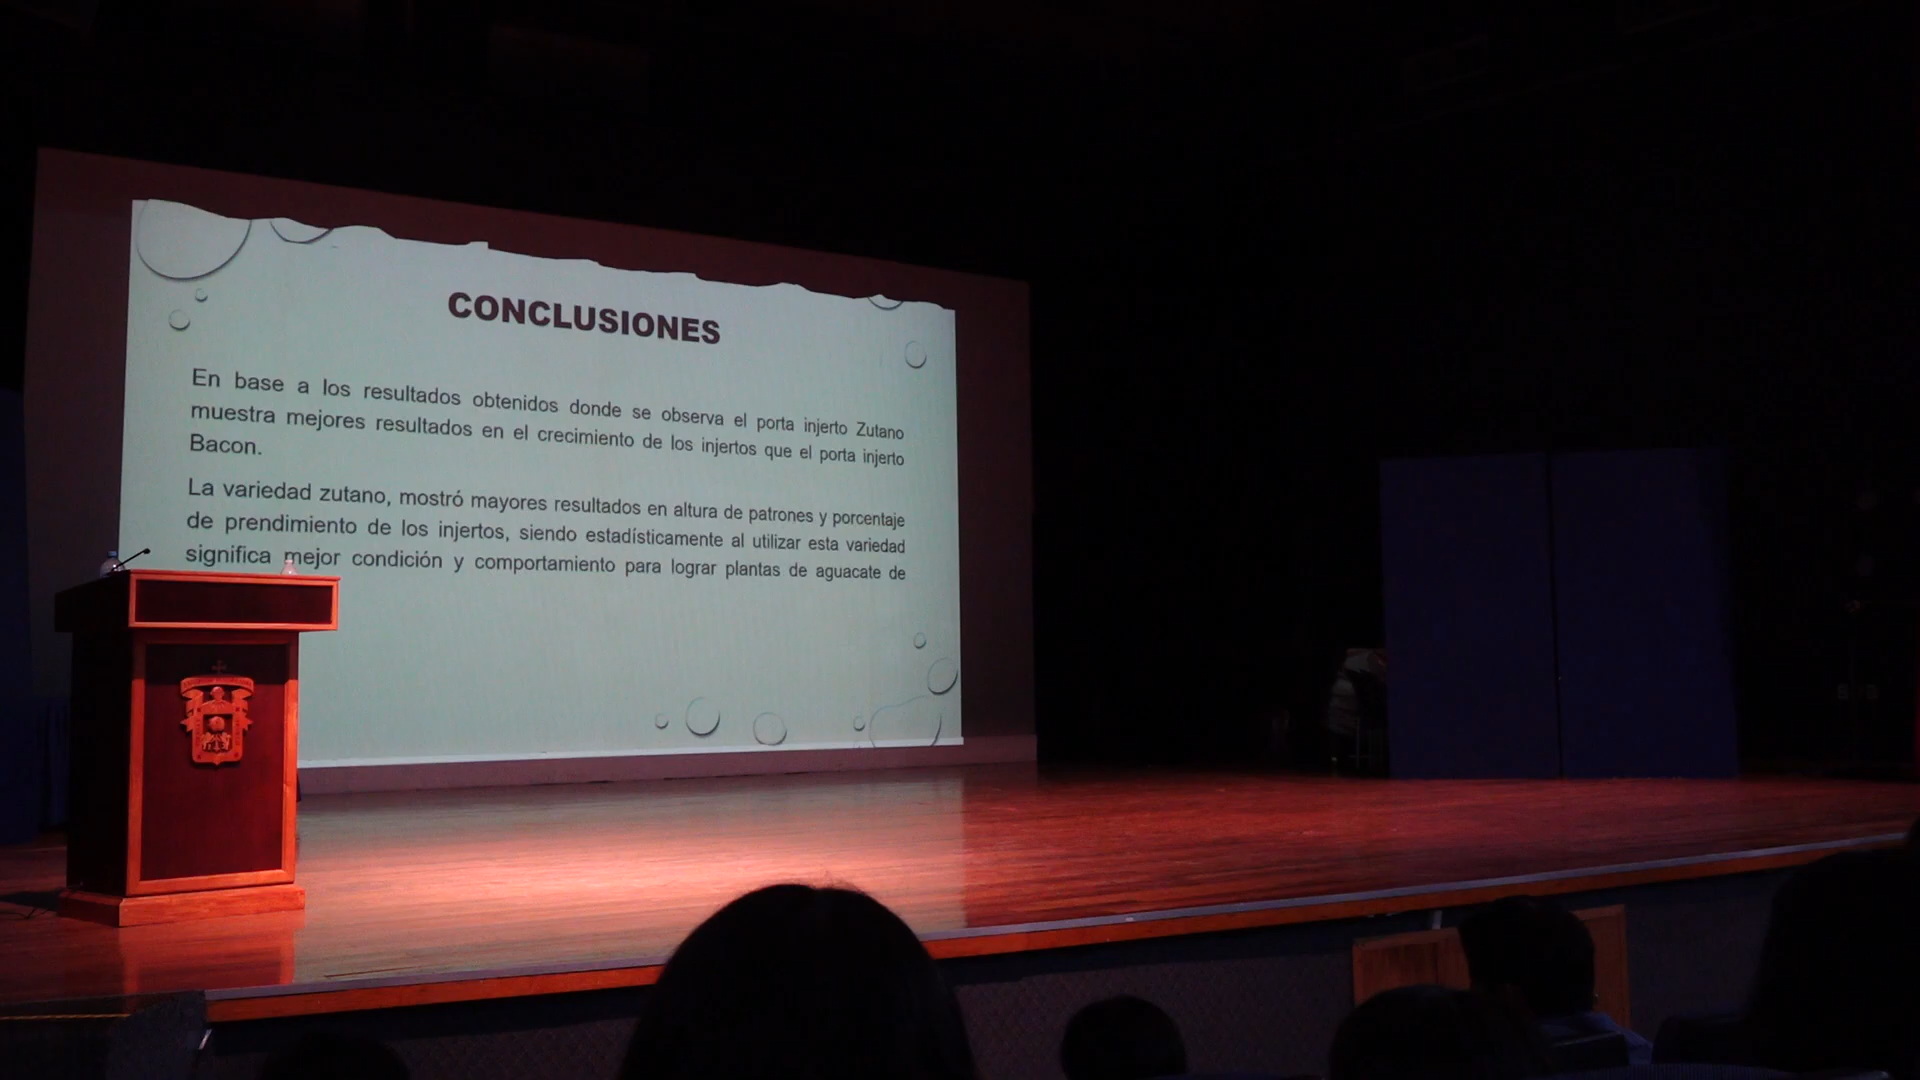 CONCLUSIONES
En base a los resultados obtenidos donde se observa el porta injerto Zutano
muestra mejores resultados en el crecimiento de los injertos que el porta injerto
Bacon.
La variedad zutano, mostró mayores resultados en altura de patrones y porcentaje
de prendimiento de los injertos, siendo estadísticamente al utilizar esta variedad
significa mejor condición y comportamiento para lograr plantas de aguacate de